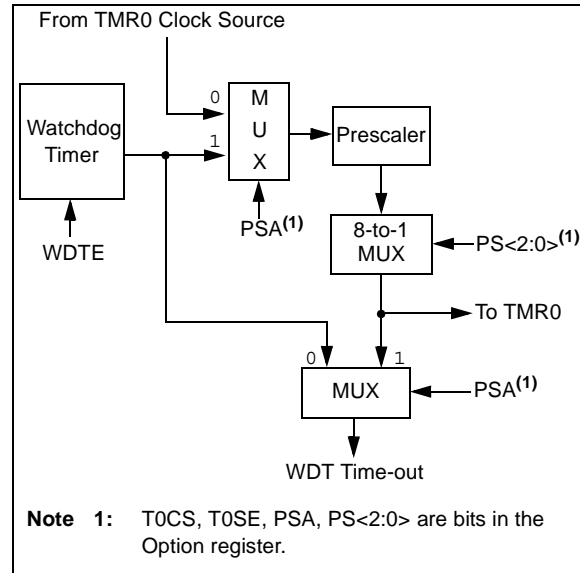 From TMR0 Clock Source
0
M
U
X
1
Watchdog
Timer
Prescaler
PSA(1)
WDTE
8-to-1
MUX
PS<2:0>(1)
To TMR0
0
1
MUX
PSA(1)
WDT Time-out
Note 1: T0CS, T0SE, PSA, PS<2:0> are bits in the
Option register.